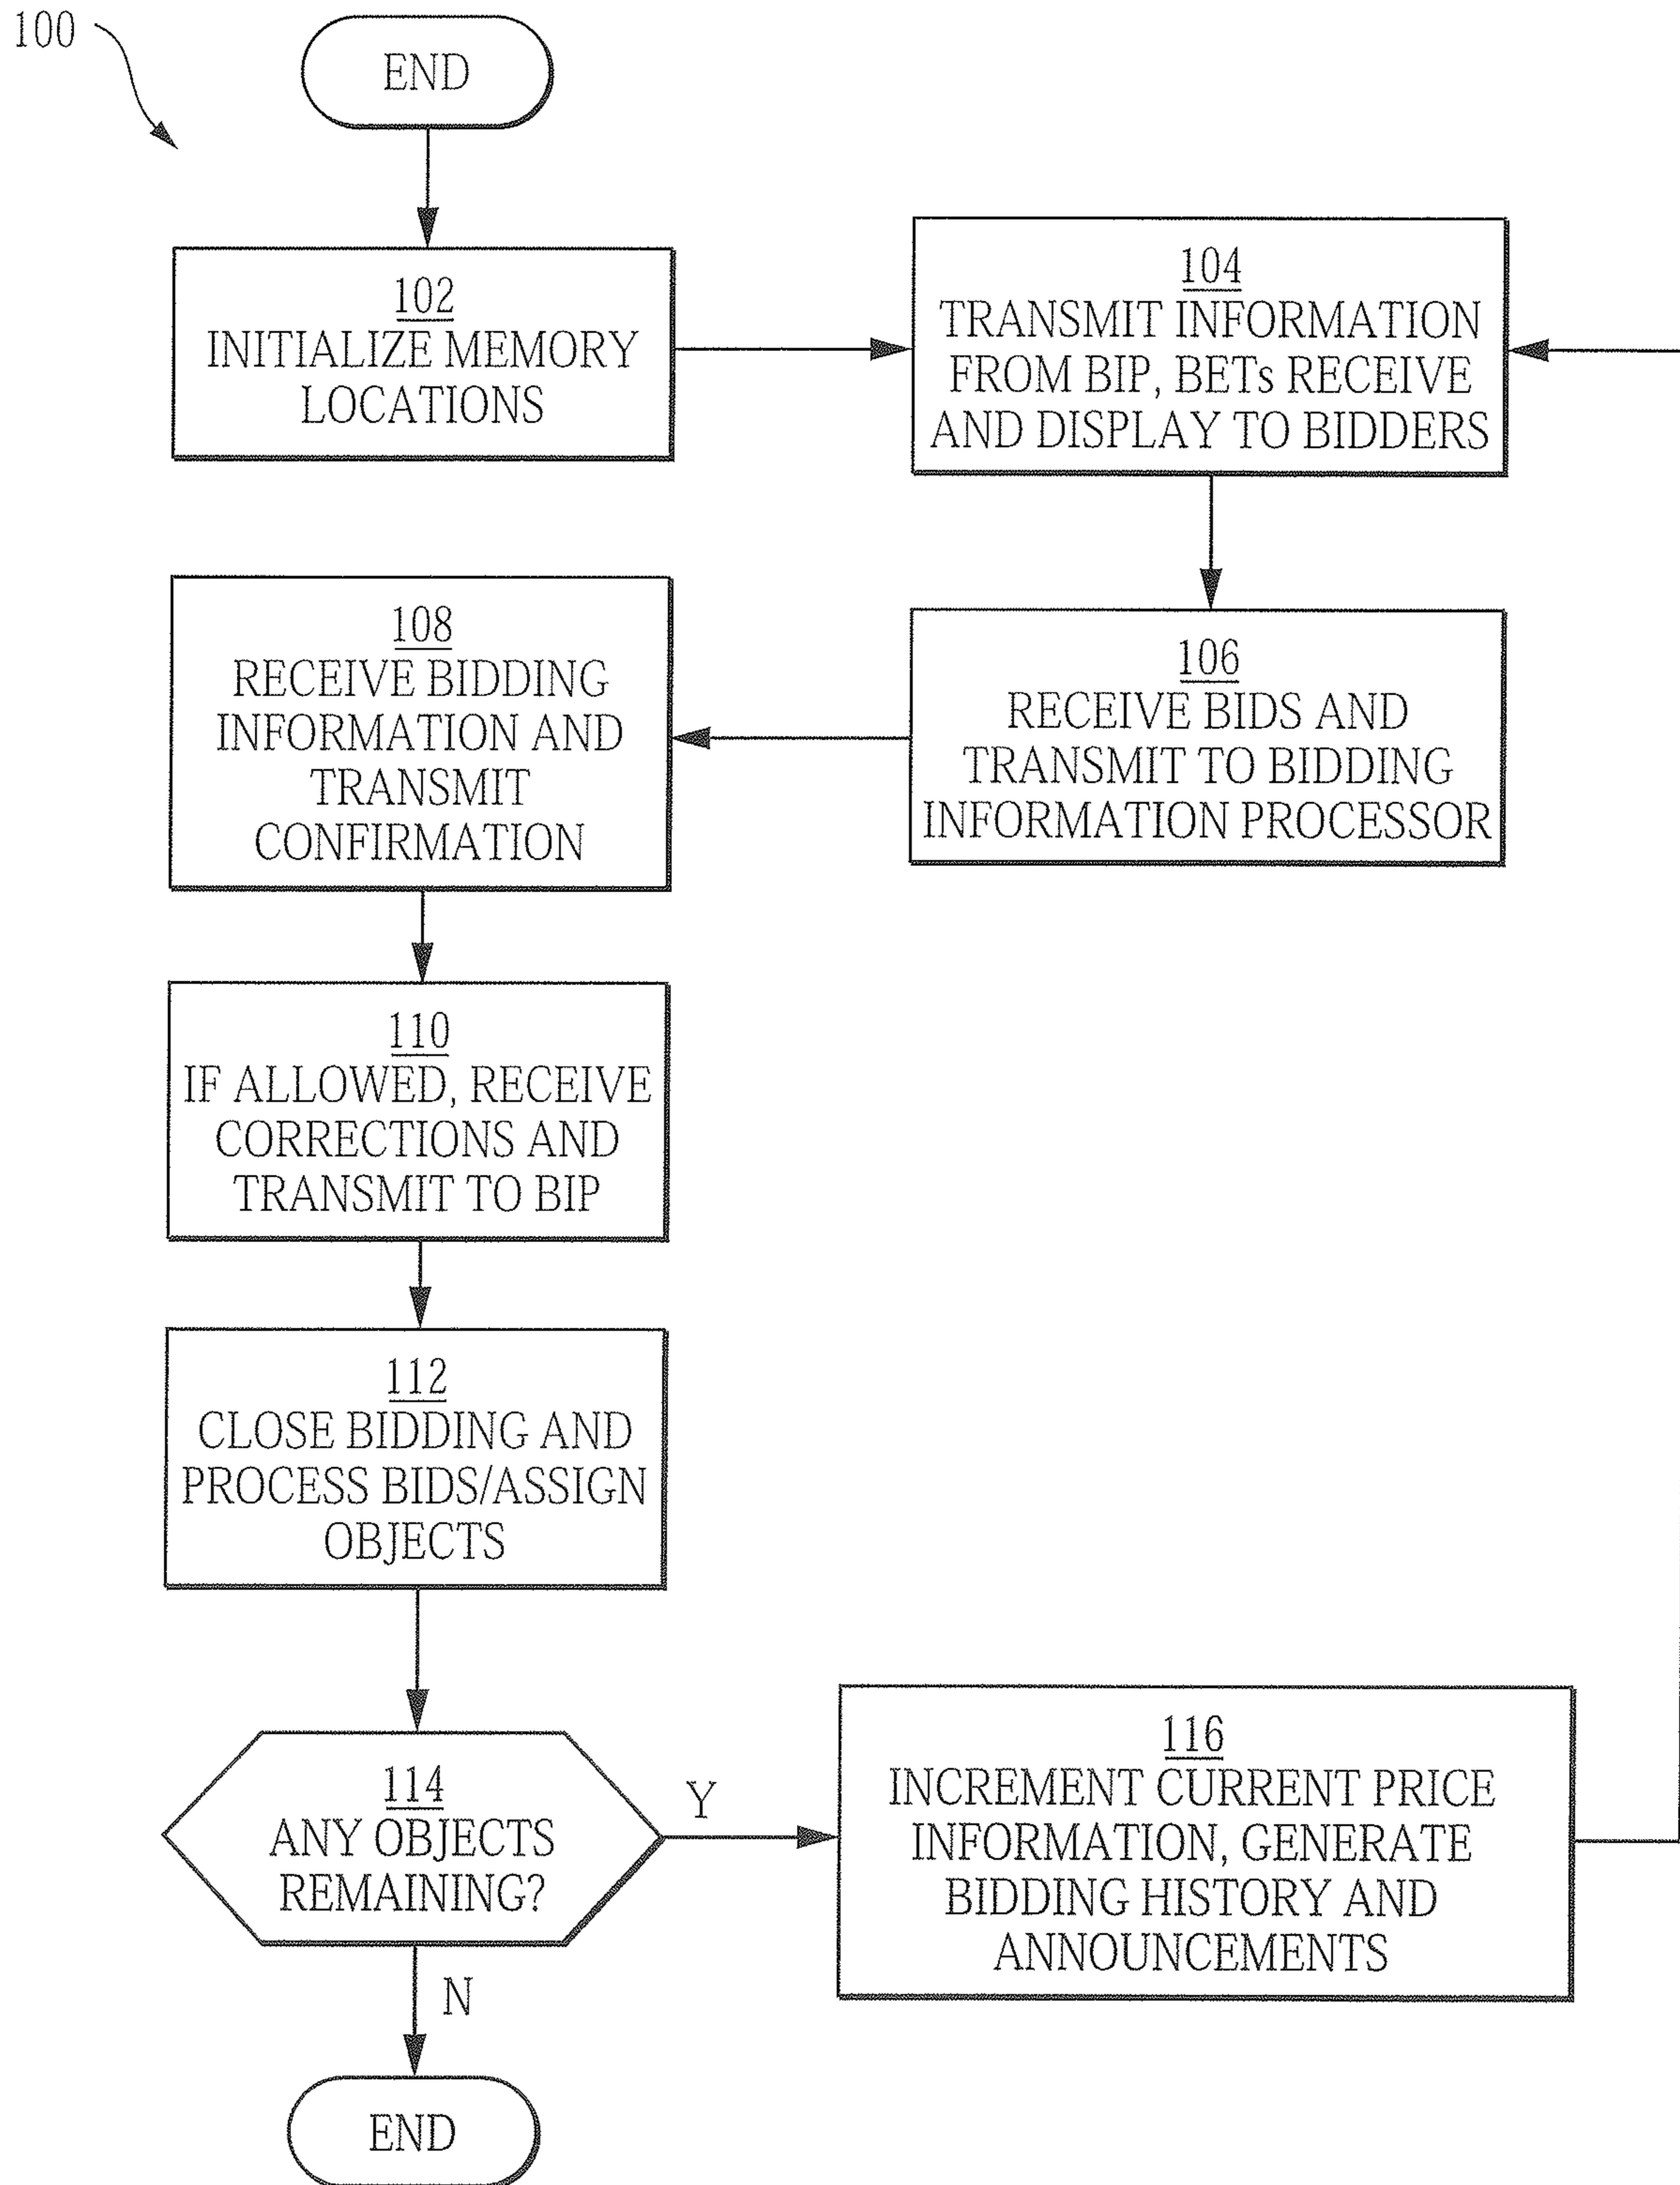 100
END
102
INITIALIZE MEMORY
LOCATIONS
104
TRANSMIT INFORMATION
FROM BIP, BETs RECEIVE
AND DISPLAY TO BIDDERS
106
RECEIVE BIDS AND
TRANSMIT TO BIDDING
INFORMATION PROCESSOR
108
RECEIVE BIDDING
INFORMATION AND
TRANSMIT
CONFIRMATION
110
IF ALLOWED, RECEIVE
CORRECTIONS AND
TRANSMIT TO BIP
112
CLOSE BIDDING AND
PROCESS BIDS/ASSIGN
OBJECTS
114
ANY OBJECTS
REMAINING?
Y
116
INCREMENT CURRENT PRICE
INFORMATION, GENERATE
BIDDING HISTORY AND
ANNOUNCEMENTS
N
END